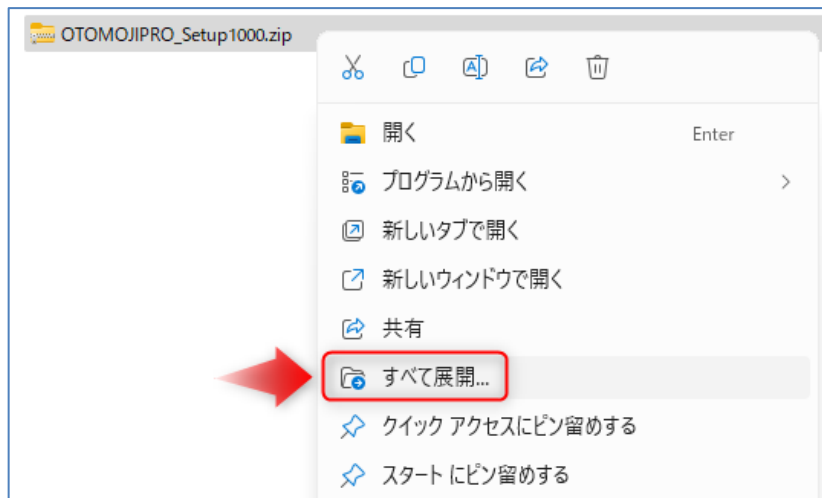 OTOMOJIPRO_Setup1000.zip
開く Enter
プログラムから開く
新しいタブで開く
新しいウィンドウで開く
共有
すべて展開...
クイック アクセスにピン留めする
スタート にピン留めする